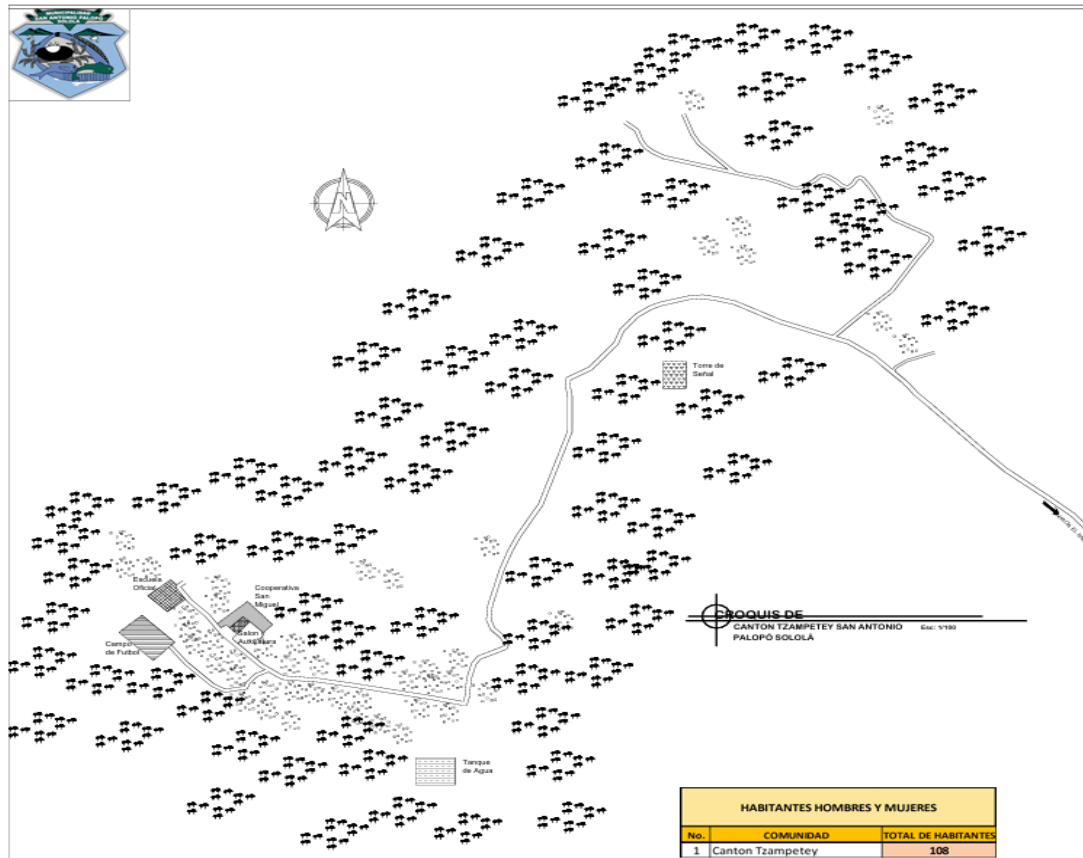 MUNICIPALIDAD
SAN ANTONIO PALOPÓ
SOLOLÁ
N
Torre de
Señal
Escuela
Oficial
Cooperativa
San
Miguel
Salon
Auxiliatura
Campo
de Futbol
Tanque
de Agua
CROQUIS DE
CANTON TZAMPETEY SAN ANTONIO
PALOPÓ SOLOLÁ
Esc: 1/100
HABITANTES HOMBRES Y MUJERES
No. COMUNIDAD TOTAL DE HABITANTES
1 Canton Tzampetey 108